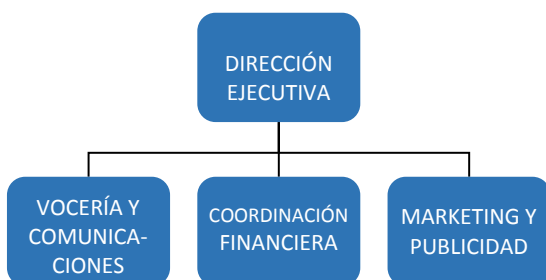 DIRECCIÓN
EJECUTIVA
VOCERÍA Y
COMUNICA-
CIONES
COORDINACIÓN
FINANCIERA
MARKETING Y
PUBLICIDAD